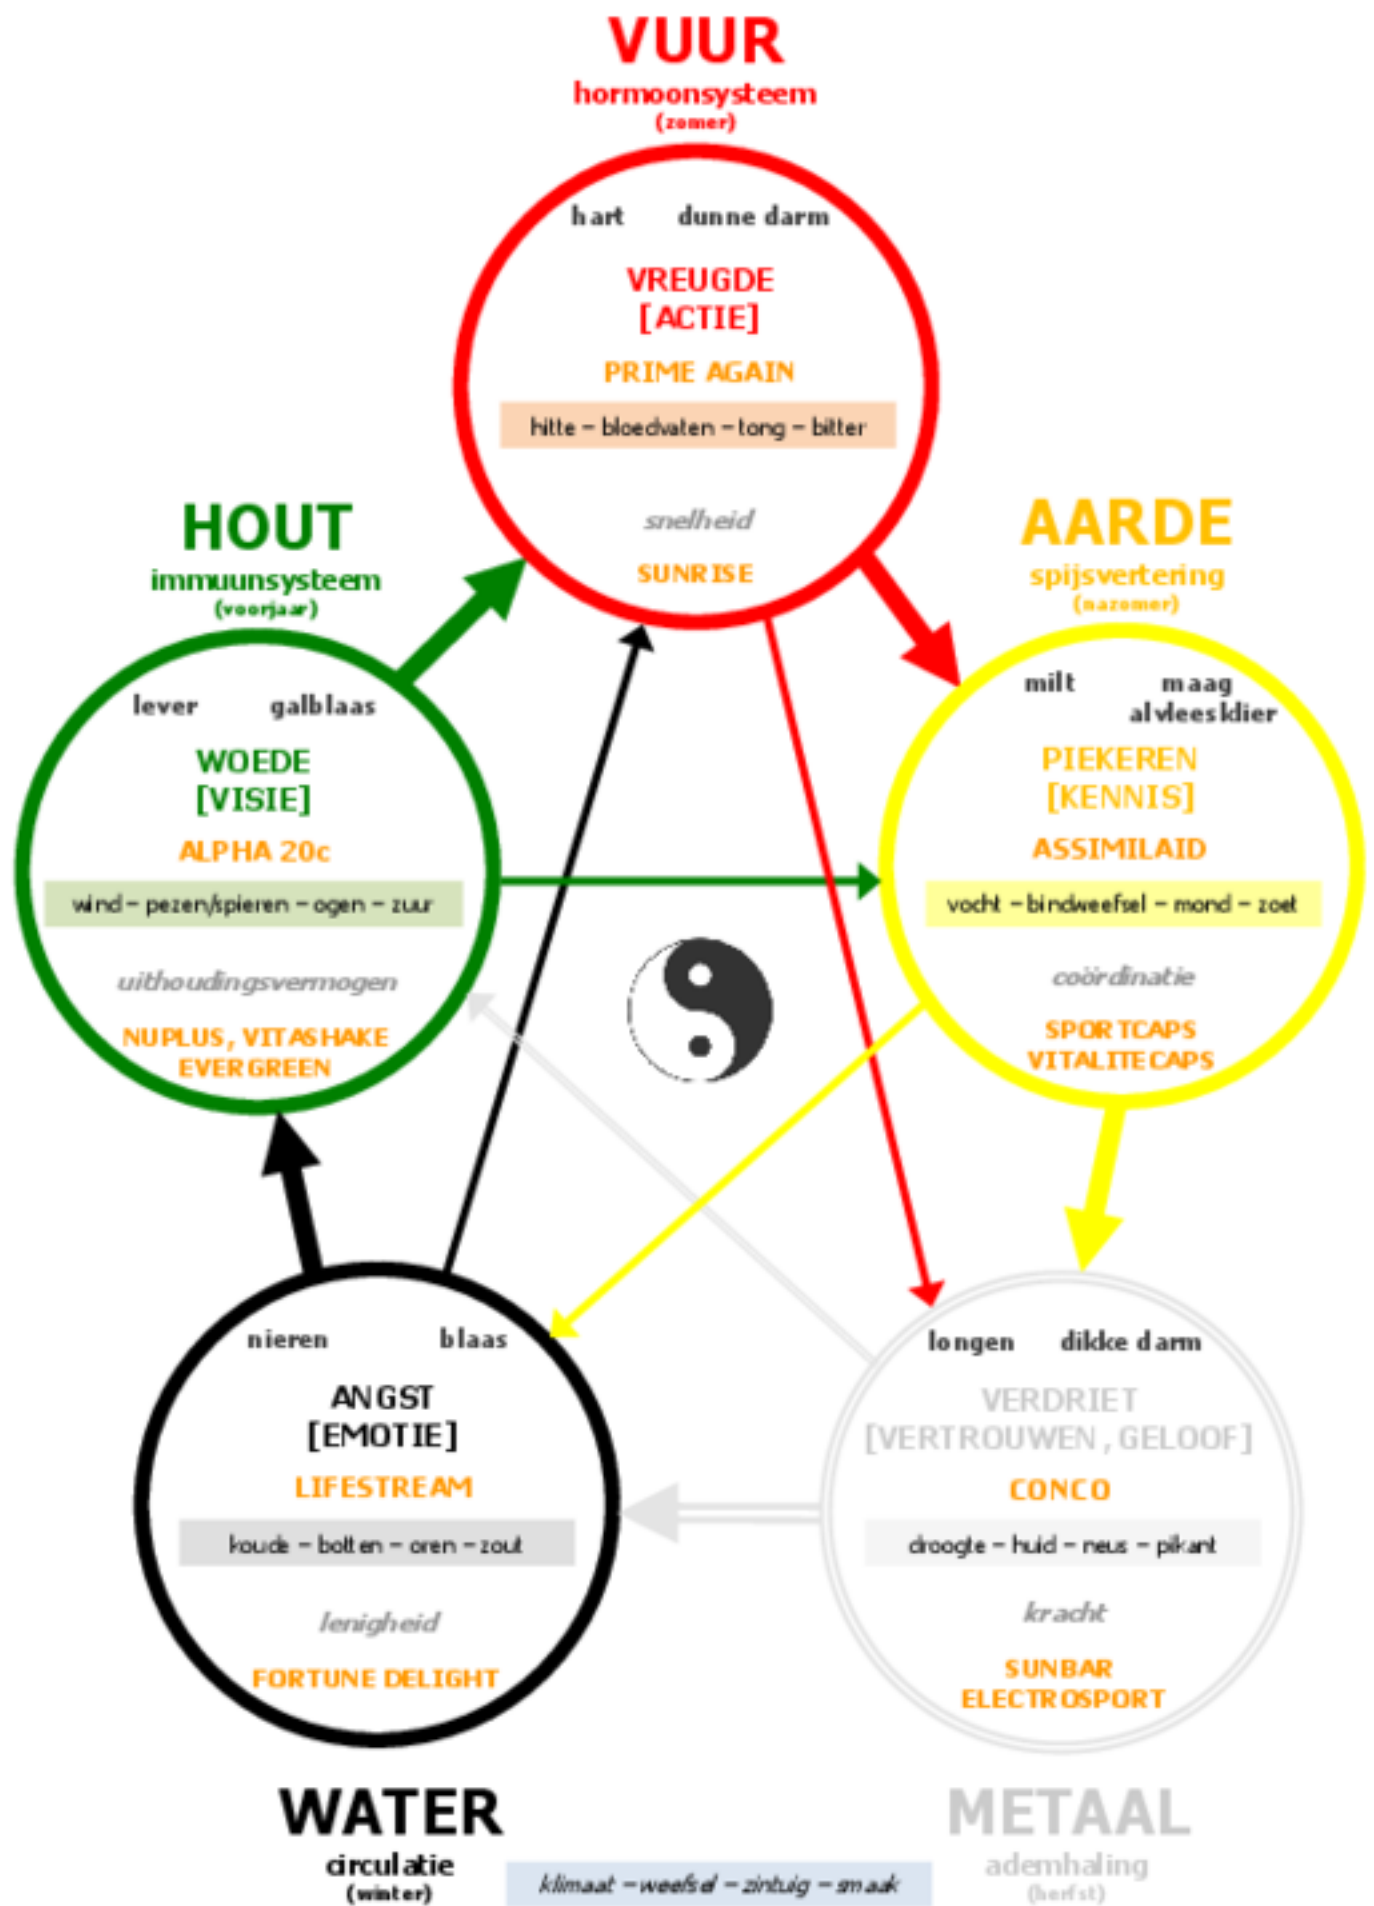 VUUR
hormoonsysteem
(zomer)
hart dunne darm
VREUGDE
[ACTIE]
PRIME AGAIN
hitte – bloedvaten – tong – bitter
snelheid
SUNRISE
HOUT
immuunsysteem
(voorjaar)
lever galblaas
WOEDE
[VISIE]
ALPHA 20c
wind – pezen/spieren – ogen – zuur
uithoudingsvermogen
NUPLUS, VITASHAKE
EVERGREEN
AARDE
spijsvertering
(nazomer)
milt maag
alvleesklier
PIEKEREN
[KENNIS]
ASSIMILAID
vocht – bindweefsel – mond – zoet
coördinatie
SPORTCAPS
VITALITECAPS
nieren blaas
ANGST
[EMOTIE]
LIFESTREAM
koude – botten – oren – zout
lenigheid
FORTUNE DELIGHT
WATER
circulatie
(winter)
longen dikke darm
VERDRIET
[VERTROUWEN, GELOOF]
CONCO
droogte – huid – neus – pikant
kracht
SUNBAR
ELECTROSPORT
METAAL
ademhaling
(herfst)
klimaat – weefsel – zintuig – smaak